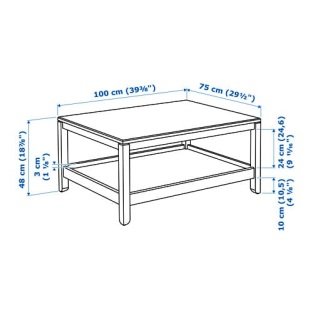 100 cm (39⅜")
75 cm (29½")
48 cm (18⅞")
3 cm
(1 ⅛")
24 cm (24,6)
(9 ¹¹⁄₁₆")
10 cm (10,5)
(4 ⅛")